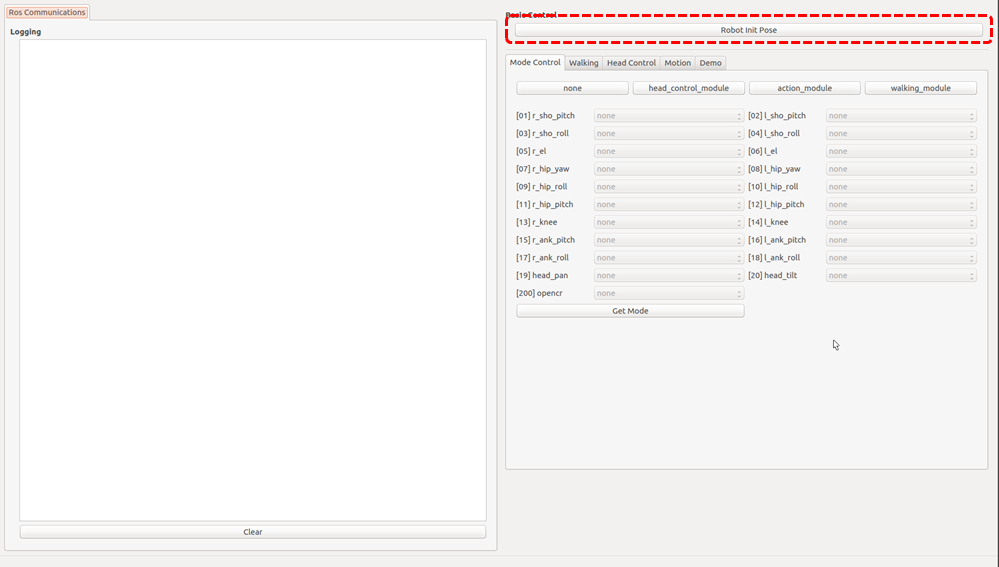 Ros Communications
Logging
Clear
Basic Control
Robot Init Pose
Mode Control Walking Head Control Motion Demo
none head_control_module action_module walking_module
[01] r_sho_pitch none [02] l_sho_pitch none
[03] r_sho_roll none [04] l_sho_roll none
[05] r_el none [06] l_el none
[07] r_hip_yaw none [08] l_hip_yaw none
[09] r_hip_roll none [10] l_hip_roll none
[11] r_hip_pitch none [12] l_hip_pitch none
[13] r_knee none [14] l_knee none
[15] r_ank_pitch none [16] l_ank_pitch none
[17] r_ank_roll none [18] l_ank_roll none
[19] head_pan none [20] head_tilt none
[200] opencr none
Get Mode